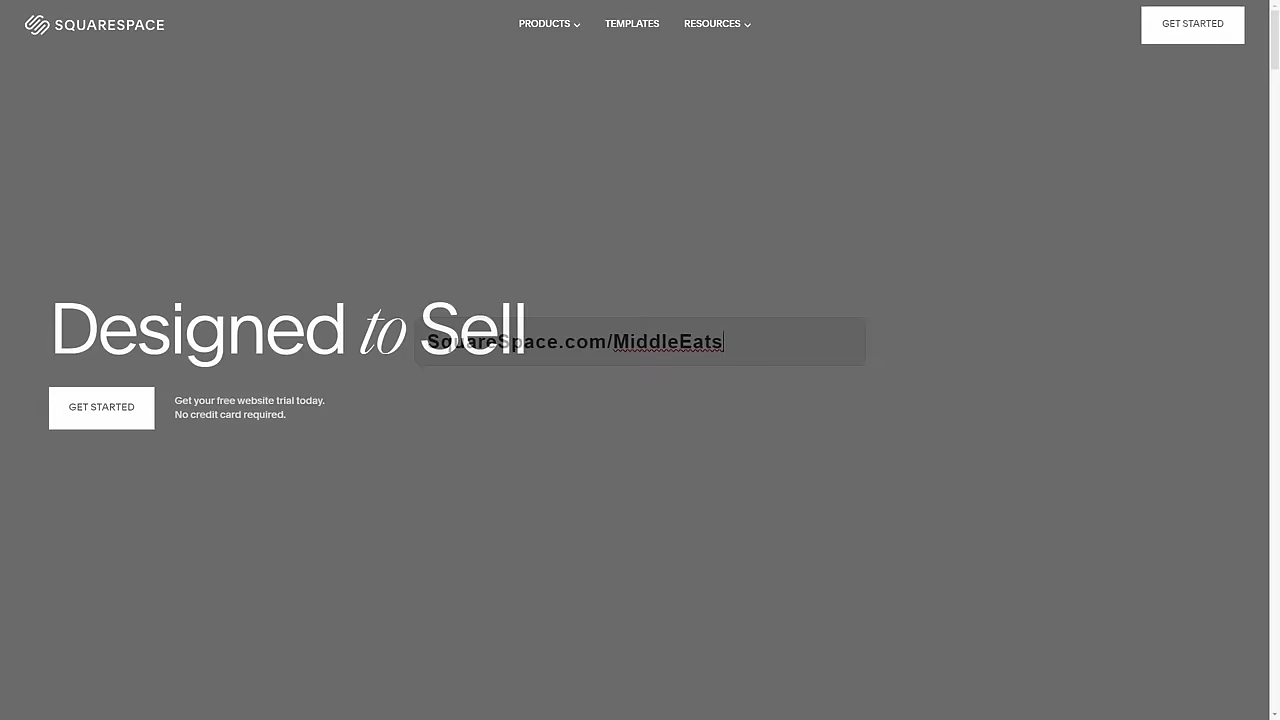 SQUARESPACE
PRODUCTS
TEMPLATES
RESOURCES
GET STARTED
Designed to Sell
SquareSpace.com/MiddleEats
GET STARTED
Get your free website trial today.
No credit card required.